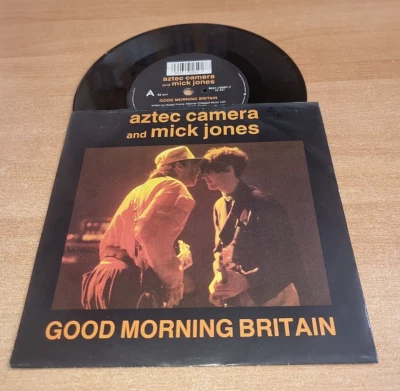 aztec camera
and mick jones
A
GOOD MORNING BRITAIN
aztec camera
and mick jones
GOOD MORNING BRITAIN